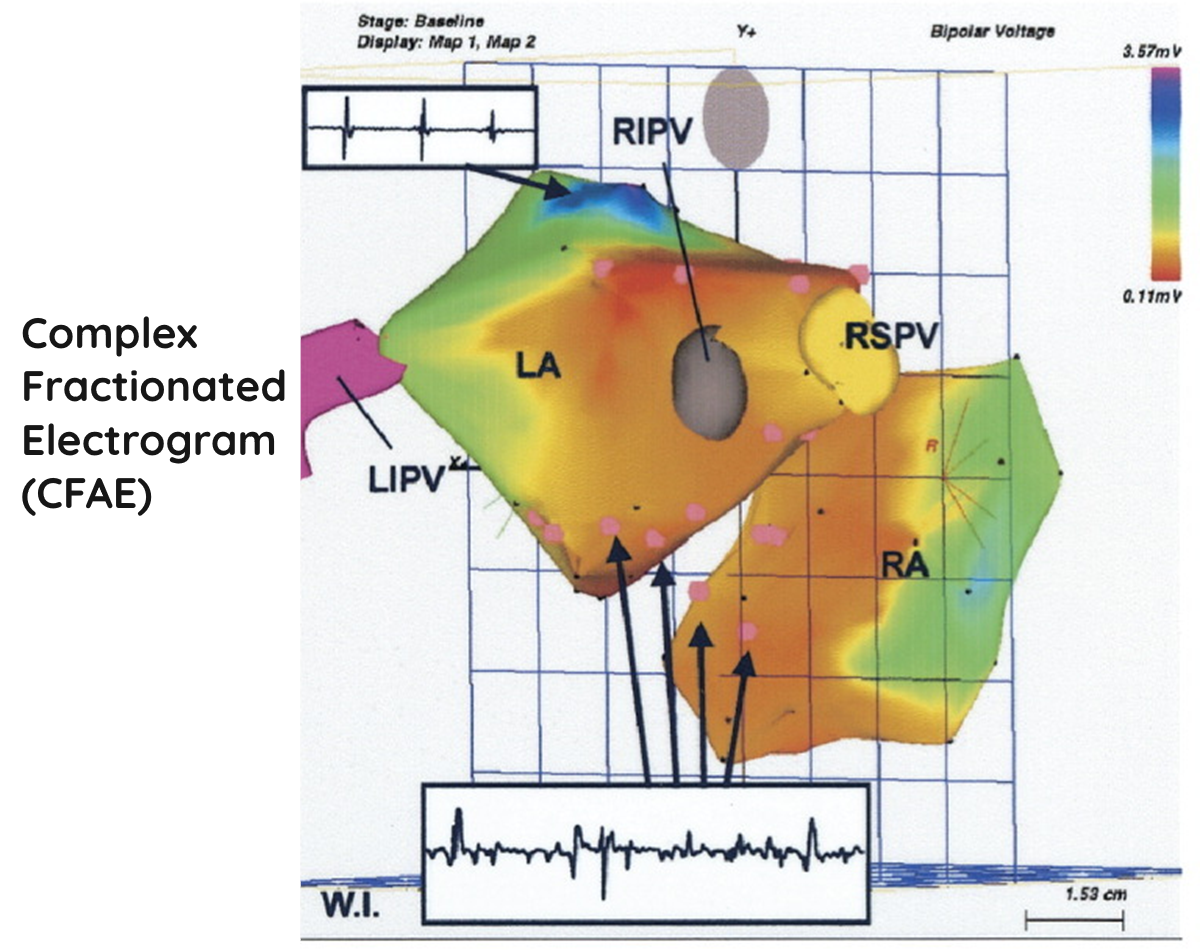 Stage: Baseline
Display: Map 1, Map 2
Y+
Bipolar Voltage
3.57mV
RIPV
0.11mV
Complex
Fractionated
Electrogram
(CFAE)
RSPV
LA
R
LIPV
X
RA
W.I.
1.53 cm